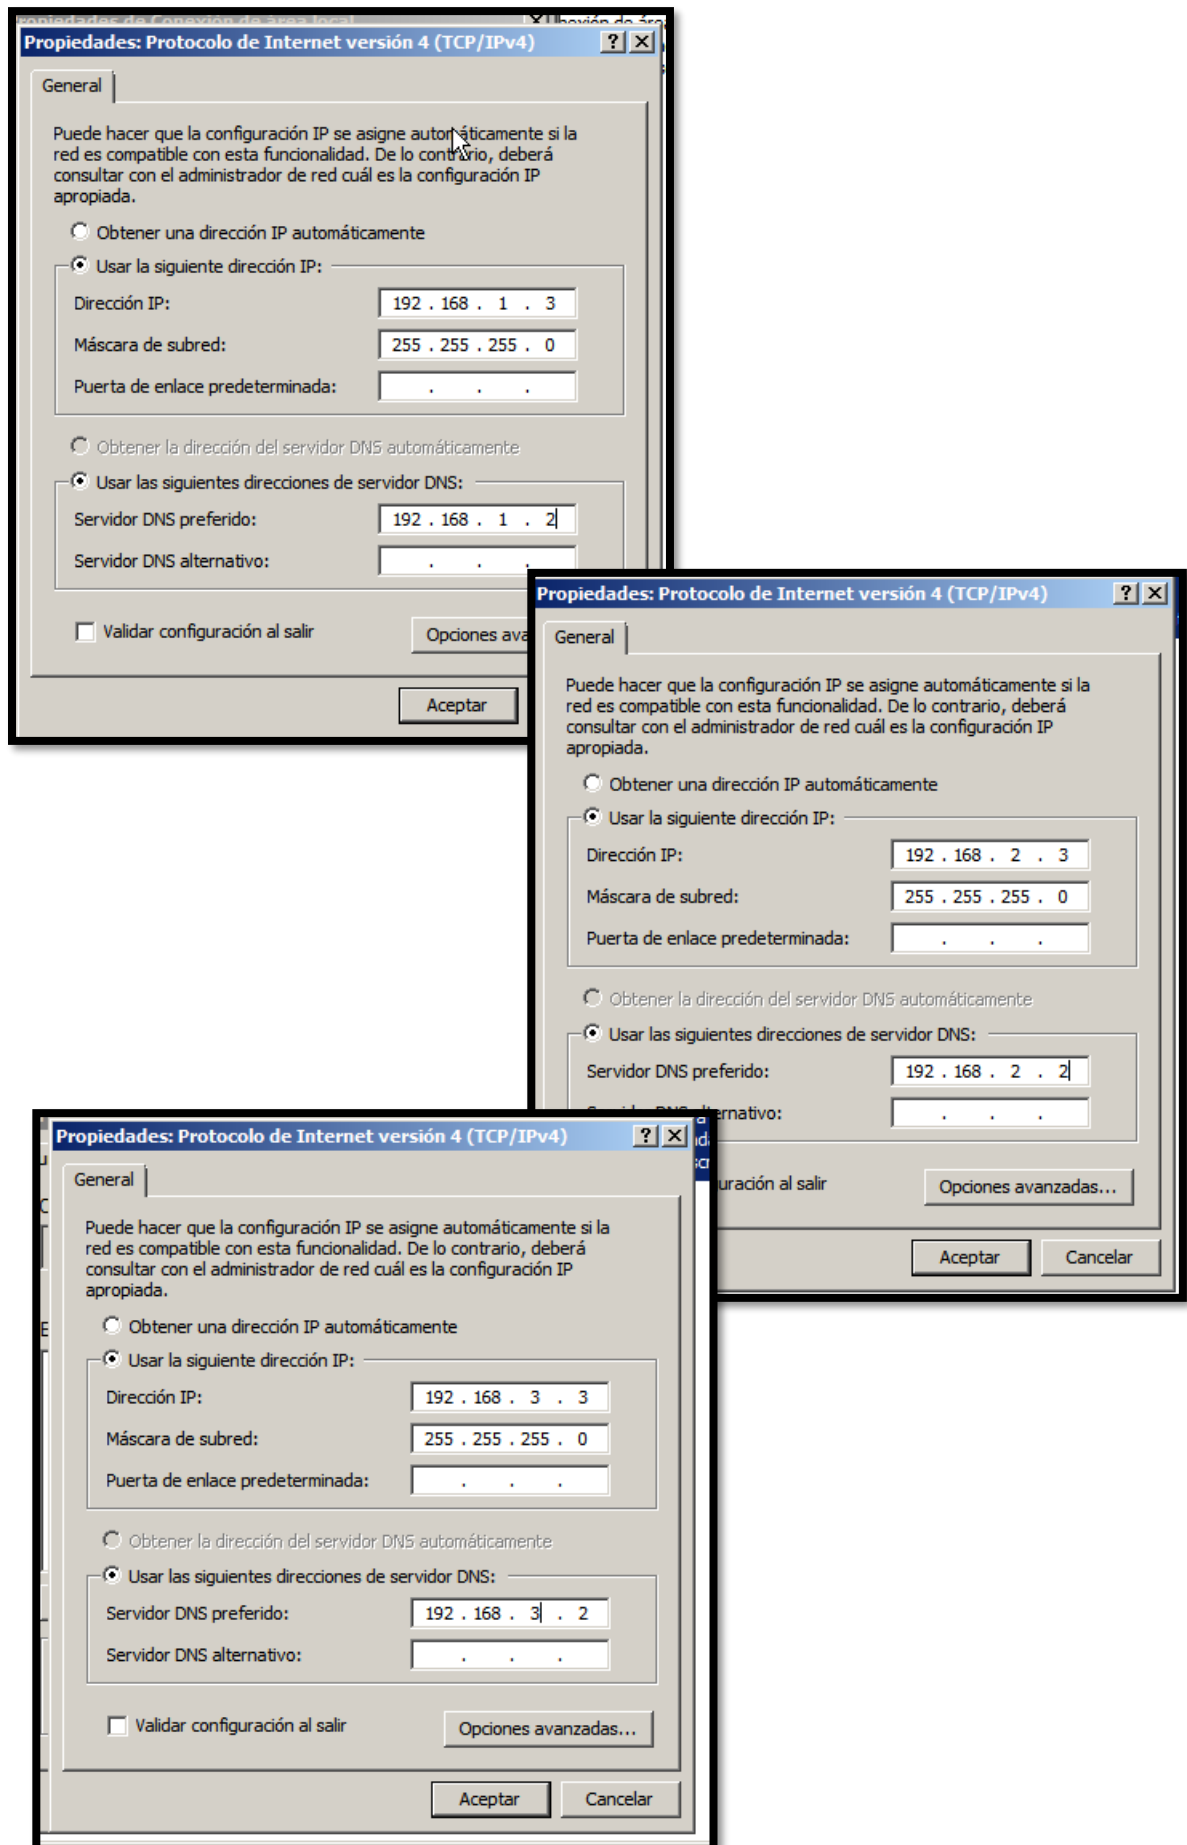 Propiedades de Conexión de área local
Propiedades: Protocolo de Internet versión 4 (TCP/IPv4)
General
Puede hacer que la configuración IP se asigne automáticamente si la
red es compatible con esta funcionalidad. De lo contrario, deberá
consultar con el administrador de red cuál es la configuración IP
apropiada.
Obtener una dirección IP automáticamente
Usar la siguiente dirección IP:
Dirección IP: 192 . 168 . 1 . 3
Máscara de subred: 255 . 255 . 255 . 0
Puerta de enlace predeterminada: . . .
Obtener la dirección del servidor DNS automáticamente
Usar las siguientes direcciones de servidor DNS:
Servidor DNS preferido: 192 . 168 . 1 . 2
Servidor DNS alternativo: . . .
Validar configuración al salir
Opciones ava
Aceptar
Propiedades: Protocolo de Internet versión 4 (TCP/IPv4)
General
Puede hacer que la configuración IP se asigne automáticamente si la
red es compatible con esta funcionalidad. De lo contrario, deberá
consultar con el administrador de red cuál es la configuración IP
apropiada.
Obtener una dirección IP automáticamente
Usar la siguiente dirección IP:
Dirección IP: 192 . 168 . 2 . 3
Máscara de subred: 255 . 255 . 255 . 0
Puerta de enlace predeterminada: . . .
Obtener la dirección del servidor DNS automáticamente
Usar las siguientes direcciones de servidor DNS:
Servidor DNS preferido: 192 . 168 . 2 . 2
Servidor DNS alternativo: . . .
uración al salir
Opciones avanzadas...
Aceptar Cancelar
Propiedades: Protocolo de Internet versión 4 (TCP/IPv4)
General
Puede hacer que la configuración IP se asigne automáticamente si la
red es compatible con esta funcionalidad. De lo contrario, deberá
consultar con el administrador de red cuál es la configuración IP
apropiada.
Obtener una dirección IP automáticamente
Usar la siguiente dirección IP:
Dirección IP: 192 . 168 . 3 . 3
Máscara de subred: 255 . 255 . 255 . 0
Puerta de enlace predeterminada: . . .
Obtener la dirección del servidor DNS automáticamente
Usar las siguientes direcciones de servidor DNS:
Servidor DNS preferido: 192 . 168 . 3 . 2
Servidor DNS alternativo: . . .
Validar configuración al salir
Opciones avanzadas...
Aceptar Cancelar